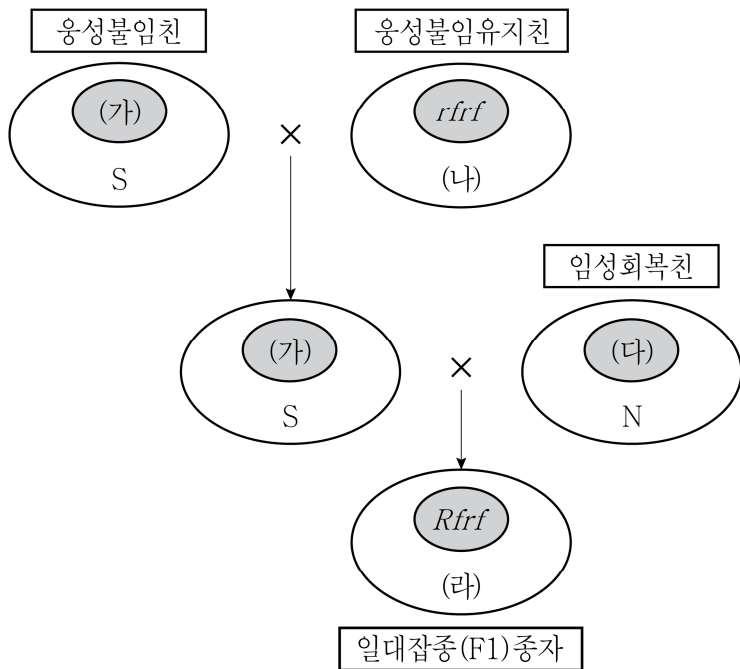 웅성불임친
웅성불임유지친
(가)
×
rfrf
S
(나)
임성회복친
(가)
×
(다)
S
N
Rfrf
(라)
일대잡종(F1)종자